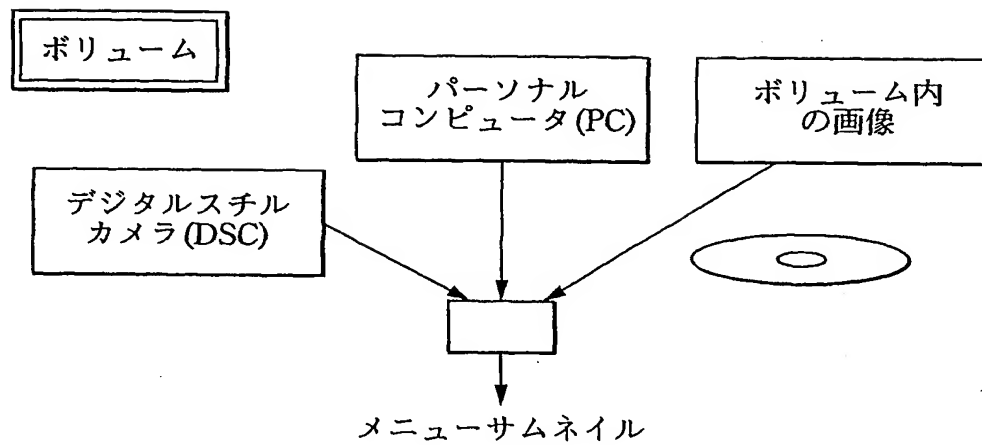 ボリューム
パーソナル
コンピュータ(PC)
ボリューム内
の画像
デジタルスチル
カメラ(DSC)
メニューサムネイル